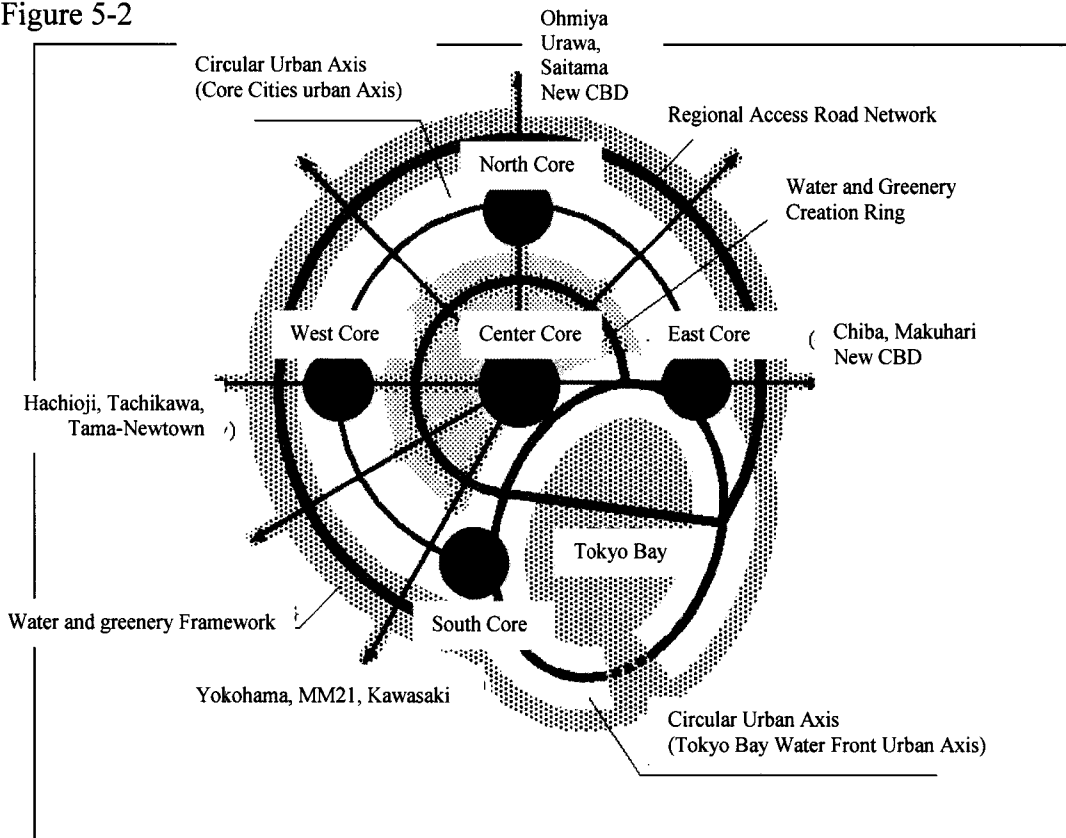 Figure 5-2
Ohmiya
Urawa,
Saitama
New CBD
Circular Urban Axis
(Core Cities urban Axis)
Regional Access Road Network
North Core
Water and Greenery
Creation Ring
West Core
Center Core
East Core
( Chiba, Makuhari
New CBD
Hachioji, Tachikawa,
Tama-Newtown )
Tokyo Bay
Water and greenery Framework
South Core
Yokohama, MM21, Kawasaki
Circular Urban Axis
(Tokyo Bay Water Front Urban Axis)